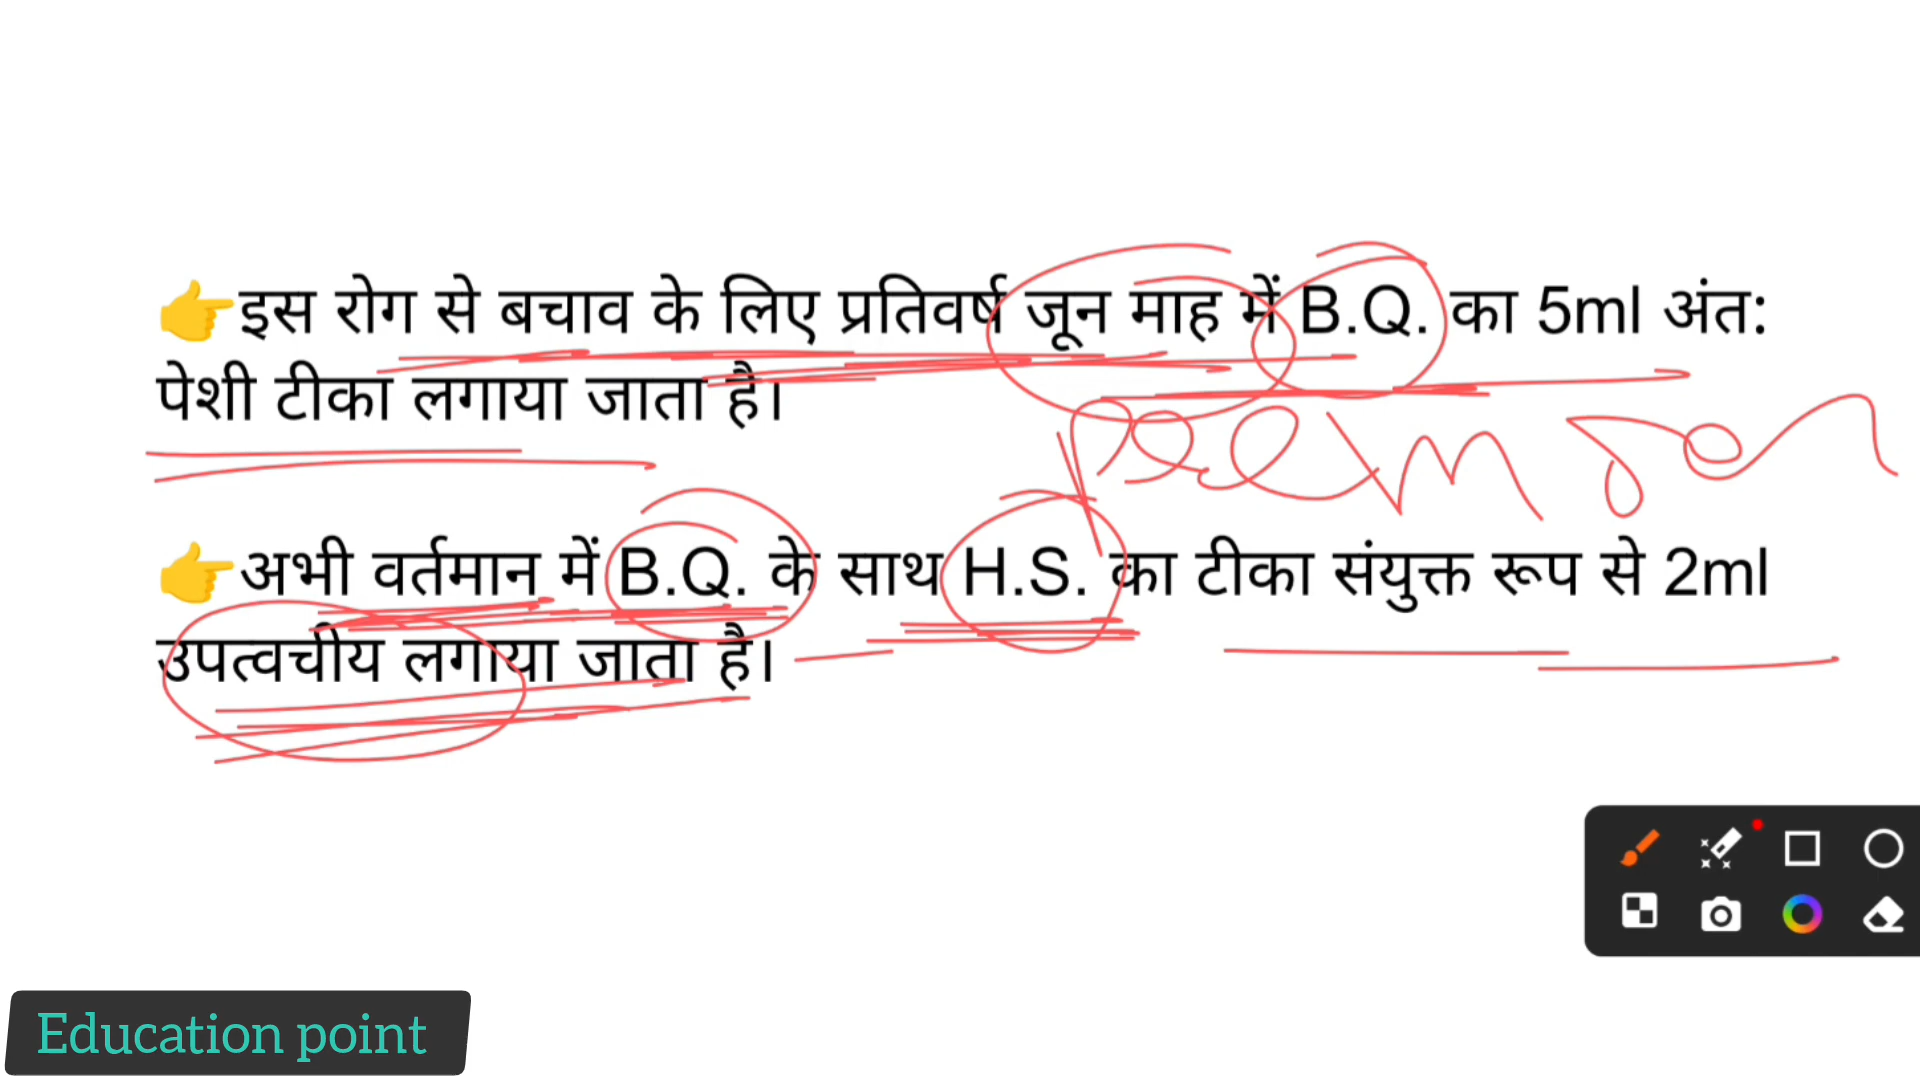 👉इस रोग से बचाव के लिए प्रतिवर्ष जून माह में B.Q. का 5ml अंत:
पेशी टीका लगाया जाता है।
👉अभी वर्तमान में B.Q. के साथ H.S. का टीका संयुक्त रूप से 2ml
उपत्वचीय लगाया जाता है।
Education point